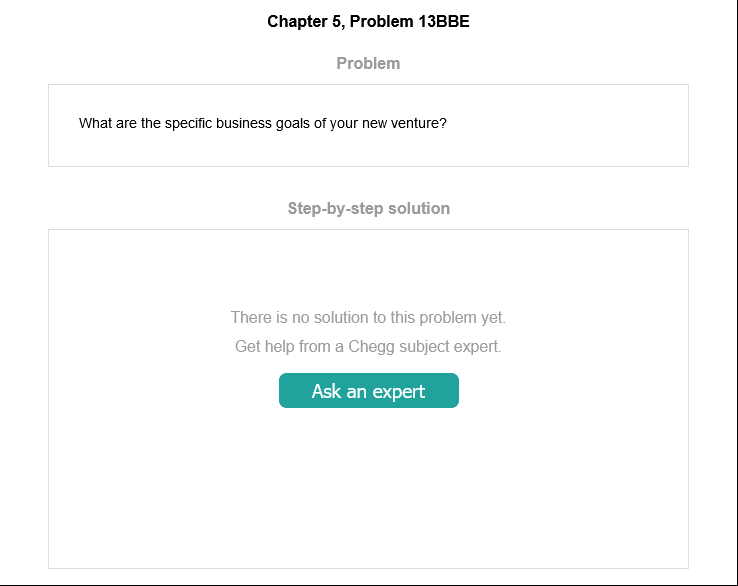 Chapter 5, Problem 13BBE
Problem
What are the specific business goals of your new venture?
Step-by-step solution
There is no solution to this problem yet.
Get help from a Chegg subject expert.
Ask an expert